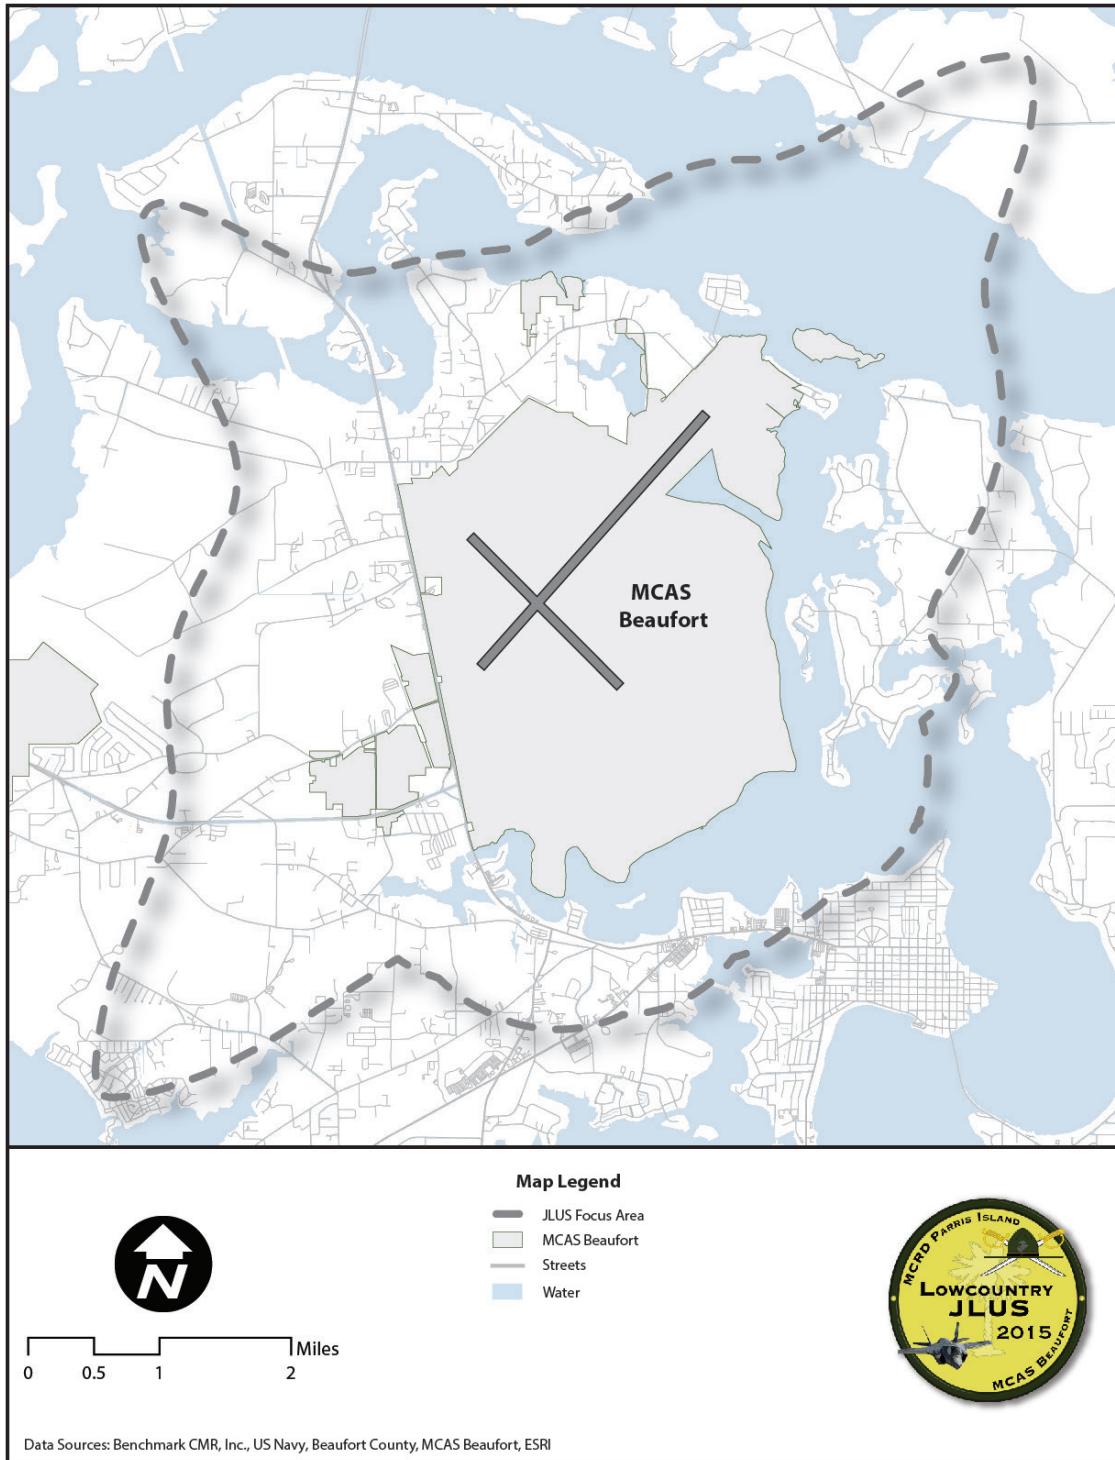 MCAS
Beaufort
Map Legend
JLUS Focus Area
MCAS Beaufort
Streets
Water
N
Miles
0 0.5 1 2
MCRD PARRIS ISLAND
LOWCOUNTRY
JLUS
2015
MCAS BEAUFORT
Data Sources: Benchmark CMR, Inc., US Navy, Beaufort County, MCAS Beaufort, ESRI